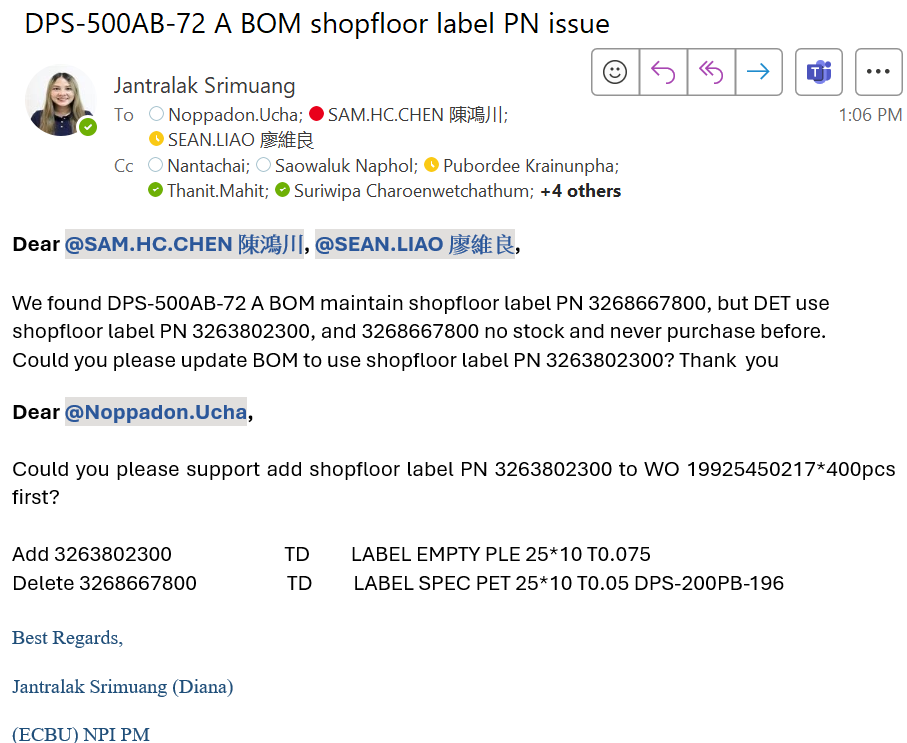 DPS-500AB-72 A BOM shopfloor label PN issue
Jantralak Srimuang
To Noppadon.Ucha; SAM.HC.CHEN 陳鴻川;
1:06 PM
SEAN.LIAO 廖維良
Cc Nantachai; Saowaluk Naphol; Pubordee Krainunpha;
Thanit.Mahit; Suriwipa Charoenwetchathum; +4 others
Dear @SAM.HC.CHEN 陳鴻川, @SEAN.LIAO 廖維良,
We found DPS-500AB-72 A BOM maintain shopfloor label PN 3268667800, but DET use
shopfloor label PN 3263802300, and 3268667800 no stock and never purchase before.
Could you please update BOM to use shopfloor label PN 3263802300? Thank you
Dear @Noppadon.Ucha,
Could you please support add shopfloor label PN 3263802300 to WO 19925450217*400pcs
first?
Add 3263802300 TD LABEL EMPTY PLE 25*10 T0.075
Delete 3268667800 TD LABEL SPEC PET 25*10 T0.05 DPS-200PB-196
Best Regards,
Jantralak Srimuang (Diana)
(ECBU) NPI PM